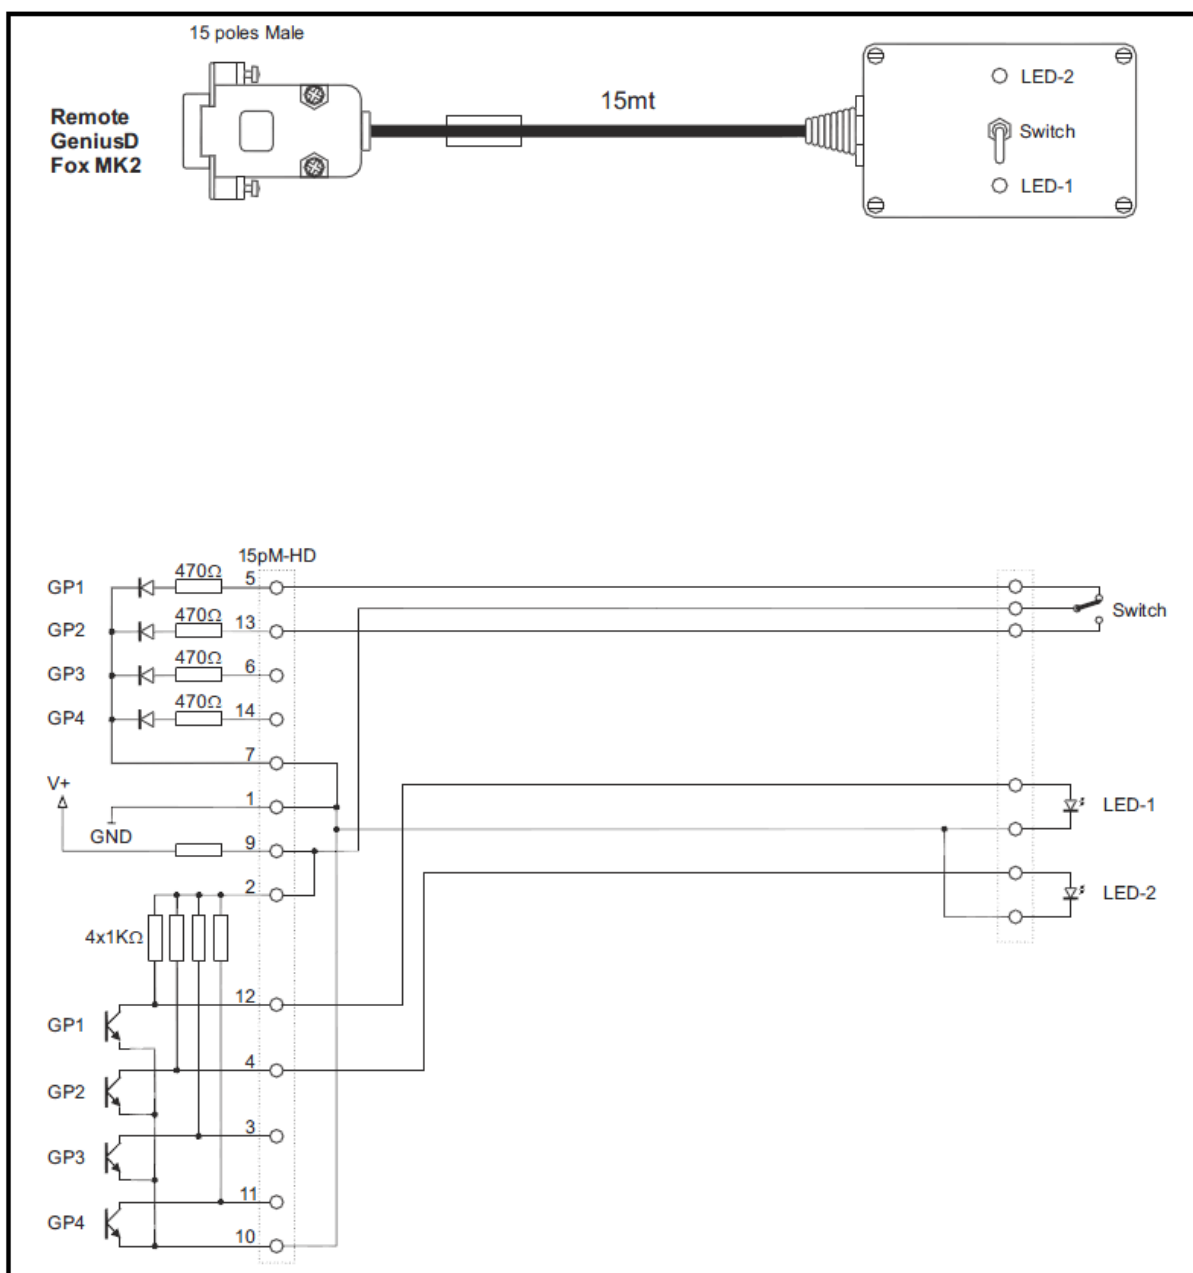 15 poles Male
Remote
GeniusD
Fox MK2
15mt
LED-2
Switch
LED-1
15pM-HD
GP1
470Ω
5
GP2
470Ω
13
Switch
GP3
470Ω
6
GP4
470Ω
14
7
V+
1
GND
LED-1
9
2
LED-2
4x1KΩ
12
GP1
4
GP2
3
GP3
11
GP4
10